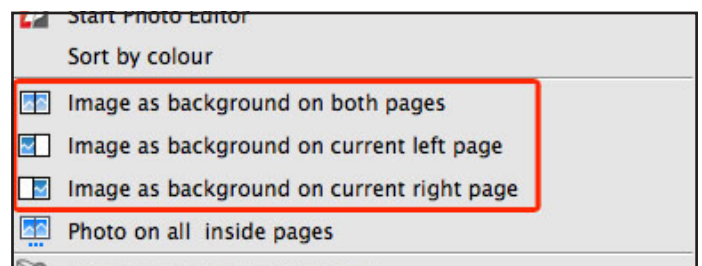 Start Photo Editor
Sort by colour
Image as background on both pages
Image as background on current left page
Image as background on current right page
Photo on all  inside pages